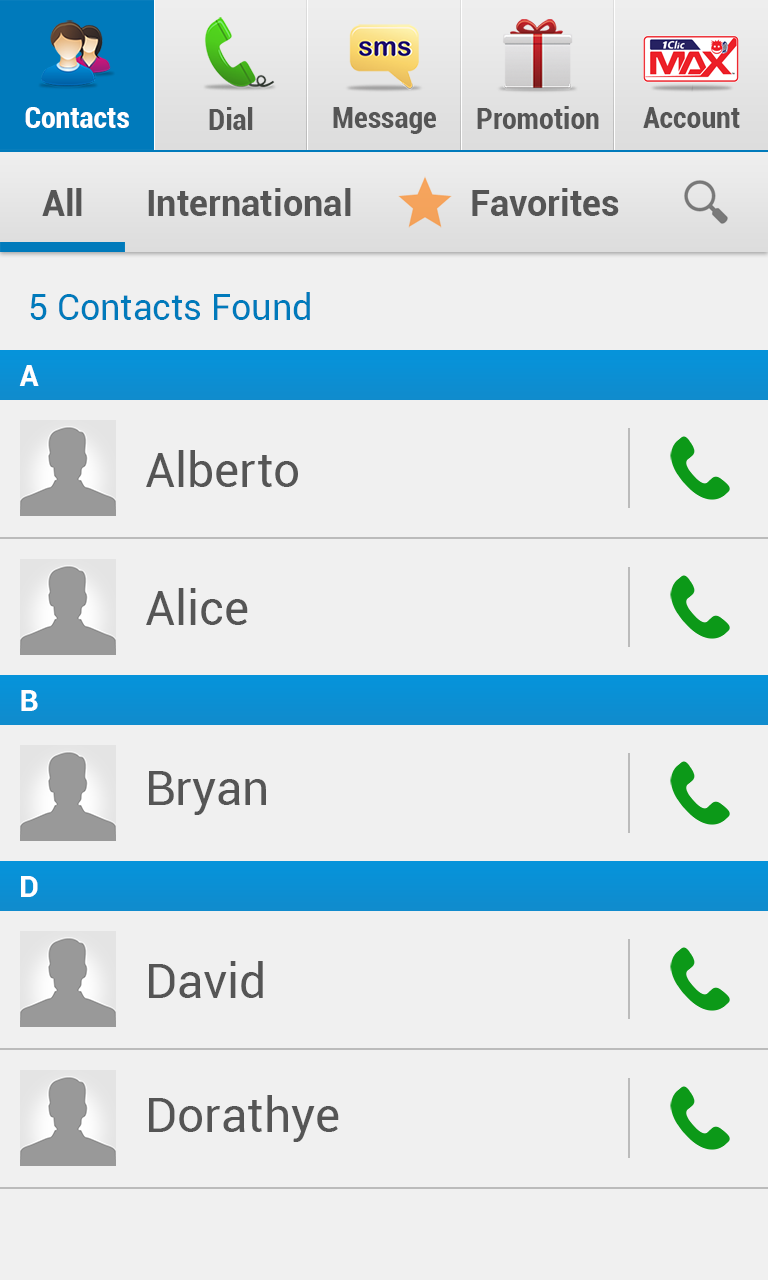 sms
1Clic
MAX
Contacts Dial Message Promotion Account
All International Favorites
5 Contacts Found
A
Alberto
Alice
B
Bryan
D
David
Dorathye